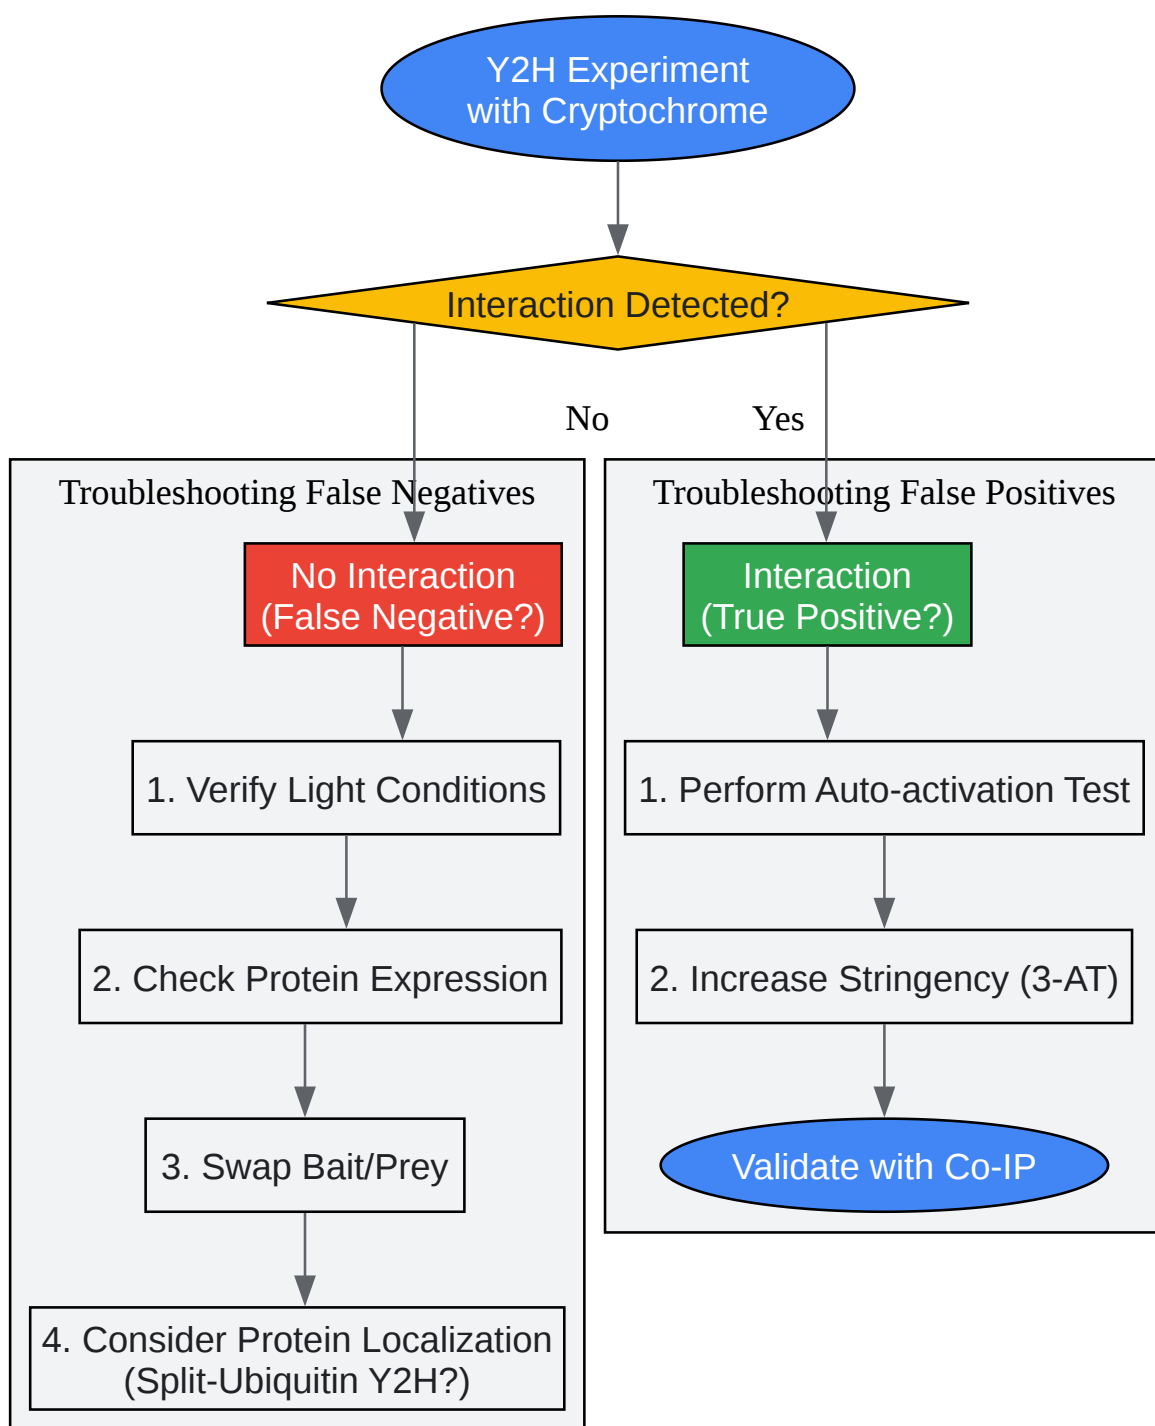 Y2H Experiment
with Cryptochrome
Interaction Detected?
No
Yes
Troubleshooting False Negatives
No Interaction
(False Negative?)
1. Verify Light Conditions
2. Check Protein Expression
3. Swap Bait/Prey
4. Consider Protein Localization
(Split-Ubiquitin Y2H?)
Troubleshooting False Positives
Interaction
(True Positive?)
1. Perform Auto-activation Test
2. Increase Stringency (3-AT)
Validate with Co-IP